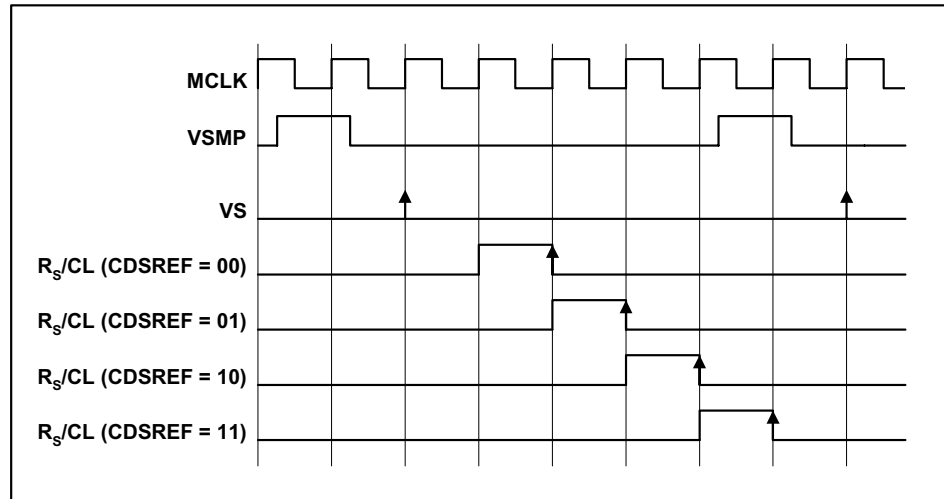 MCLK
VSMP
VS
RS/CL (CDSREF = 00)
RS/CL (CDSREF = 01)
RS/CL (CDSREF = 10)
RS/CL (CDSREF = 11)